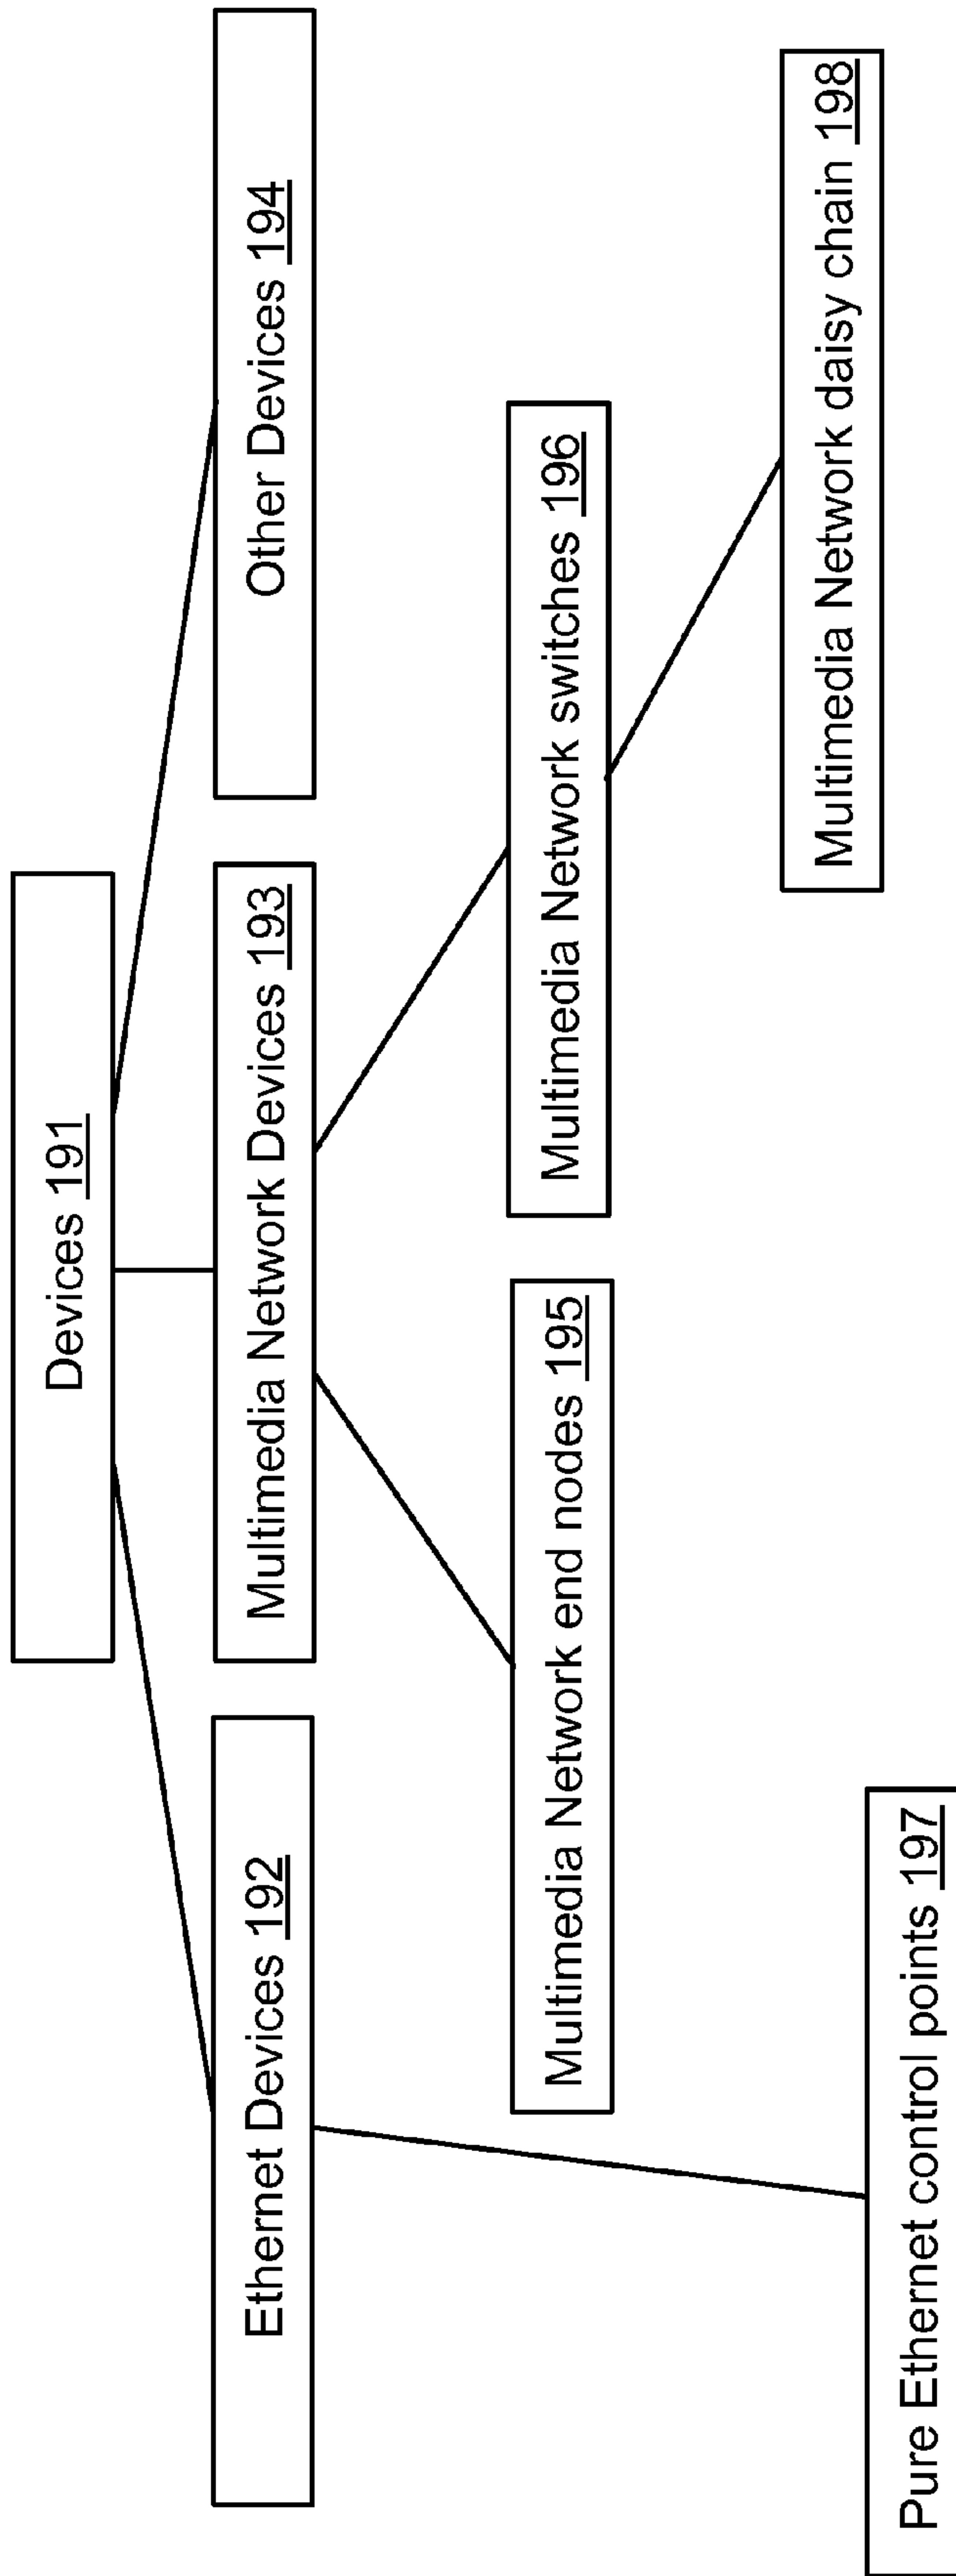 Devices 191
Ethernet Devices 192
Multimedia Network Devices 193
Other Devices 194
Multimedia Network end nodes 195
Multimedia Network switches 196
Pure Ethernet control points 197
Multimedia Network daisy chain 198